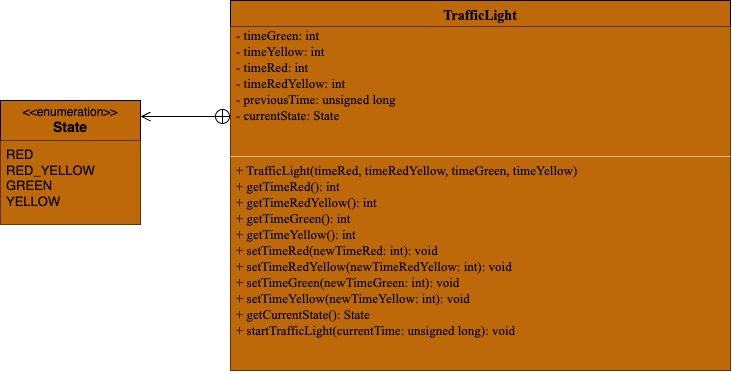 <<enumeration>>
State
RED
RED_YELLOW
GREEN
YELLOW
TrafficLight
- timeGreen: int
- timeYellow: int
- timeRed: int
- timeRedYellow: int
- previousTime: unsigned long
- currentState: State
+ TrafficLight(timeRed, timeRedYellow, timeGreen, timeYellow)
+ getTimeRed(): int
+ getTimeRedYellow(): int
+ getTimeGreen(): int
+ getTimeYellow(): int
+ setTimeRed(newTimeRed: int): void
+ setTimeRedYellow(newTimeRedYellow: int): void
+ setTimeGreen(newTimeGreen: int): void
+ setTimeYellow(newTimeYellow: int): void
+ getCurrentState(): State
+ startTrafficLight(currentTime: unsigned long): void